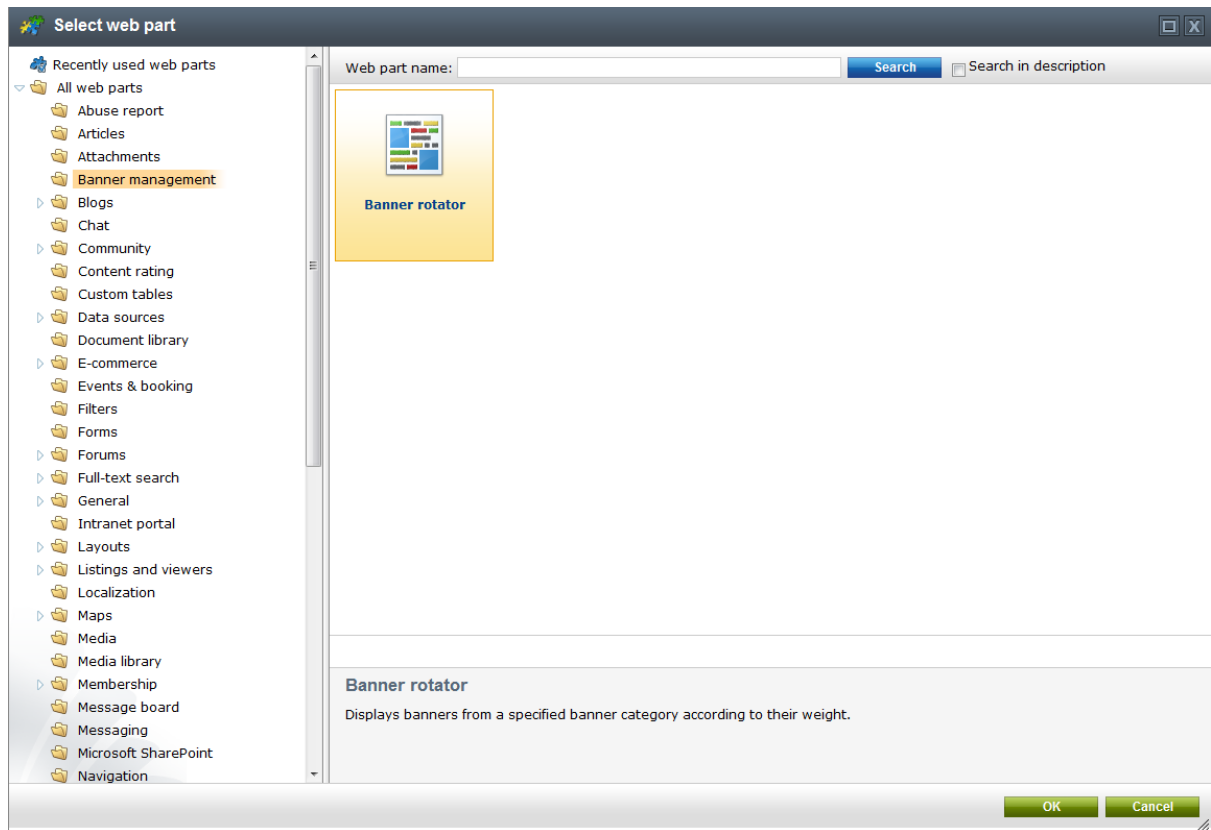 Select web part
X
Recently used web parts
All web parts
Abuse report
Articles
Attachments
Banner management
Blogs
Chat
Community
Content rating
Custom tables
Data sources
Document library
E-commerce
Events & booking
Filters
Forms
Forums
Full-text search
General
Intranet portal
Layouts
Listings and viewers
Localization
Maps
Media
Media library
Membership
Message board
Messaging
Microsoft SharePoint
Navigation
Web part name: Search Search in description
Banner rotator
Banner rotator
Displays banners from a specified banner category according to their weight.
OK Cancel